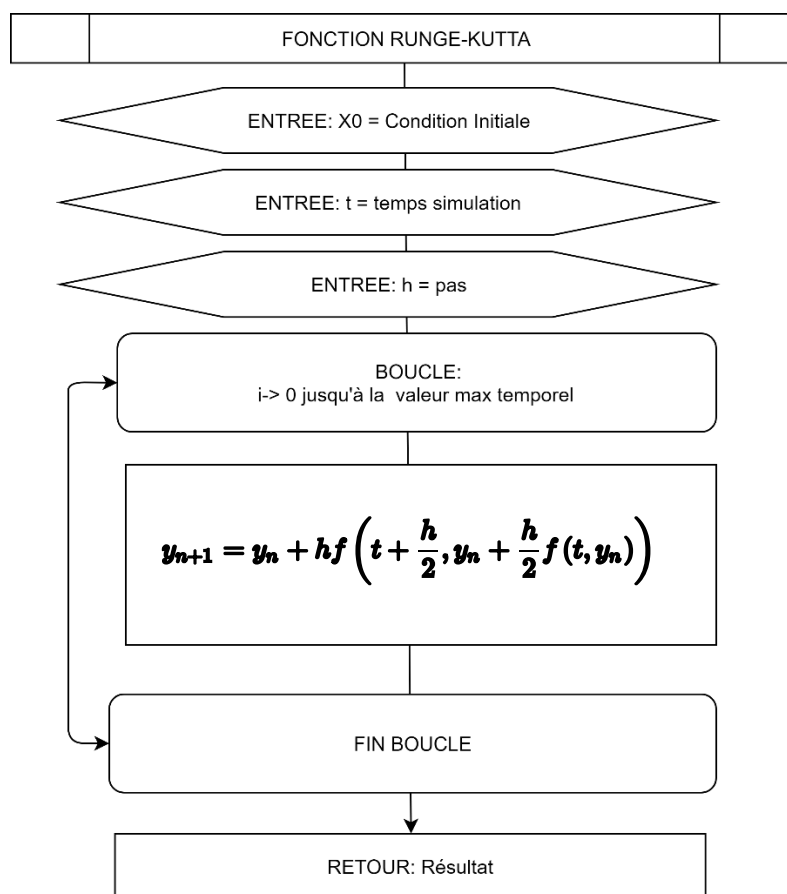 FONCTION RUNGE-KUTTA
ENTREE: X0 = Condition Initiale
ENTREE: t = temps simulation
ENTREE: h = pas
BOUCLE:
i-> 0 jusqu'à la valeur max temporel
y_{n+1} = y_n + hf(t + h/2, y_n + h/2 f(t, y_n))
FIN BOUCLE
RETOUR: Résultat